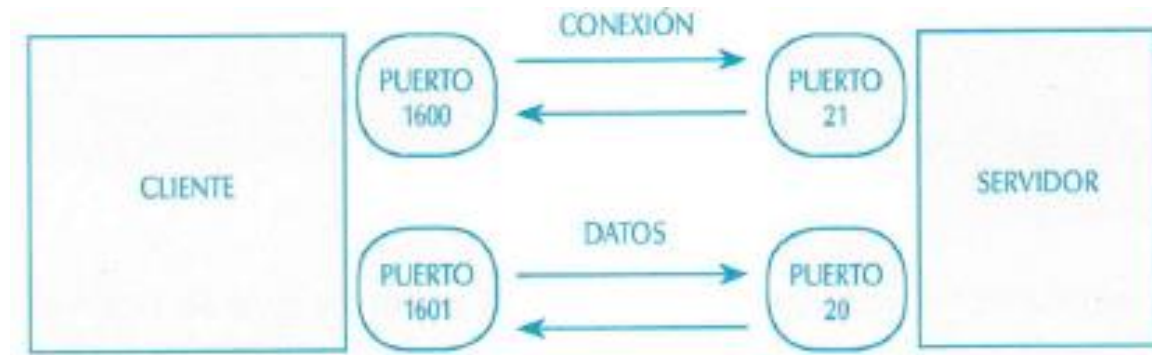 CONEXIÓN
PUERTO
1600
PUERTO
21
CLIENTE
SERVIDOR
DATOS
PUERTO
1601
PUERTO
20